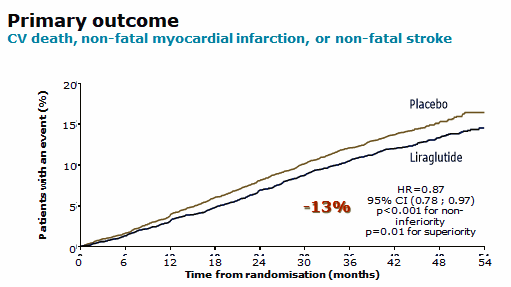 Primary outcome
CV death, non-fatal myocardial infarction, or non-fatal stroke
Patients with an event (%)
20
15
10
5
0
Placebo
Liraglutide
-13%
HR=0.87
95% CI (0.78 ; 0.97)
p<0.001 for non-
inferiority
p=0.01 for superiority
0 6 12 18 24 30 36 42 48 54
Time from randomisation (months)